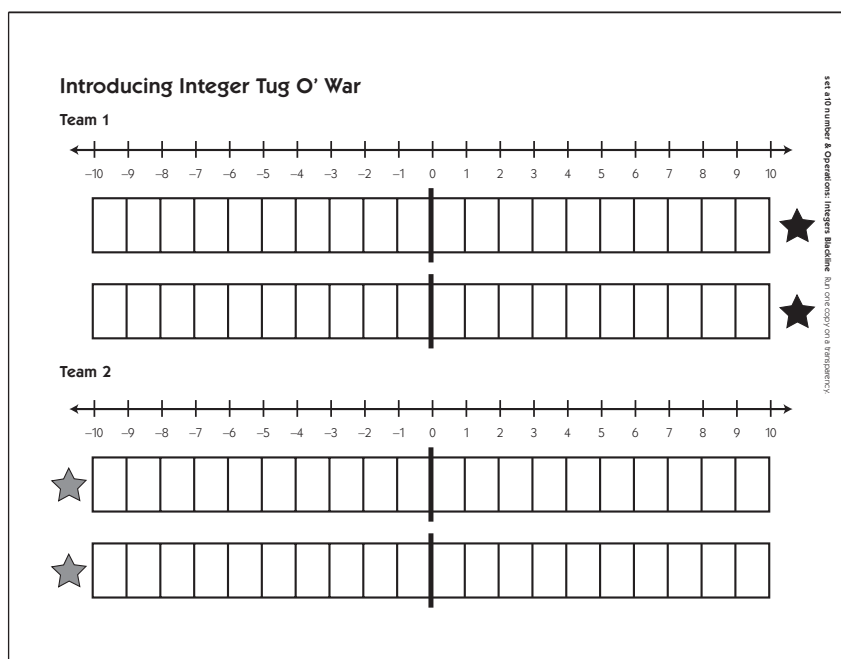 Introducing Integer Tug O’ War
Team 1
–10 –9 –8 –7 –6 –5 –4 –3 –2 –1 0 1 2 3 4 5 6 7 8 9 10
Team 2
–10 –9 –8 –7 –6 –5 –4 –3 –2 –1 0 1 2 3 4 5 6 7 8 9 10
set a10 number & Operations: Integers Blackline Run one copy on a transparency.